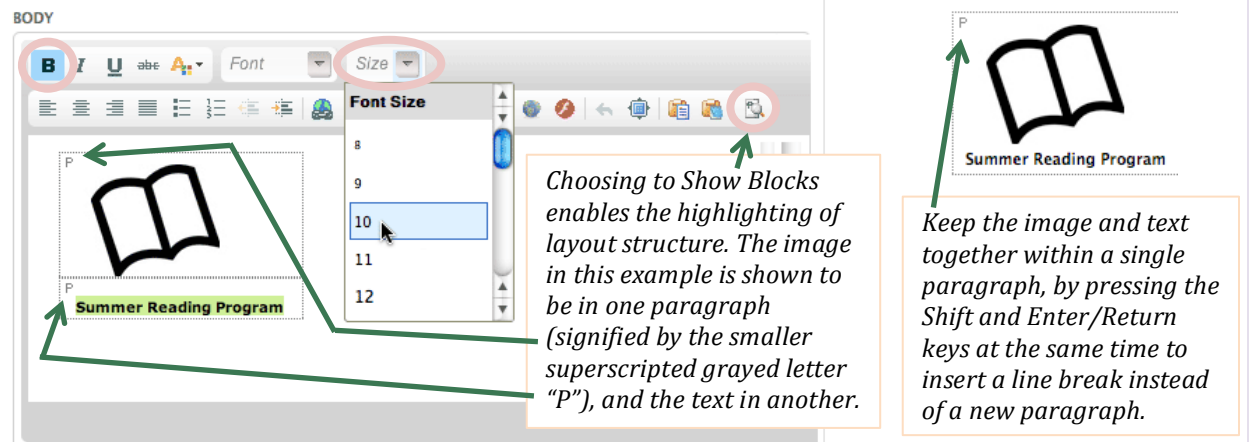 BODY
B I U abc A Font Size
Font Size
8
9
10
11
12
P
P
Summer Reading Program
Choosing to Show Blocks
enables the highlighting of
layout structure. The image
in this example is shown to
be in one paragraph
(signified by the smaller
superscripted grayed letter
“P”), and the text in another.
P
Summer Reading Program
Keep the image and text
together within a single
paragraph, by pressing the
Shift and Enter/Return
keys at the same time to
insert a line break instead
of a new paragraph.